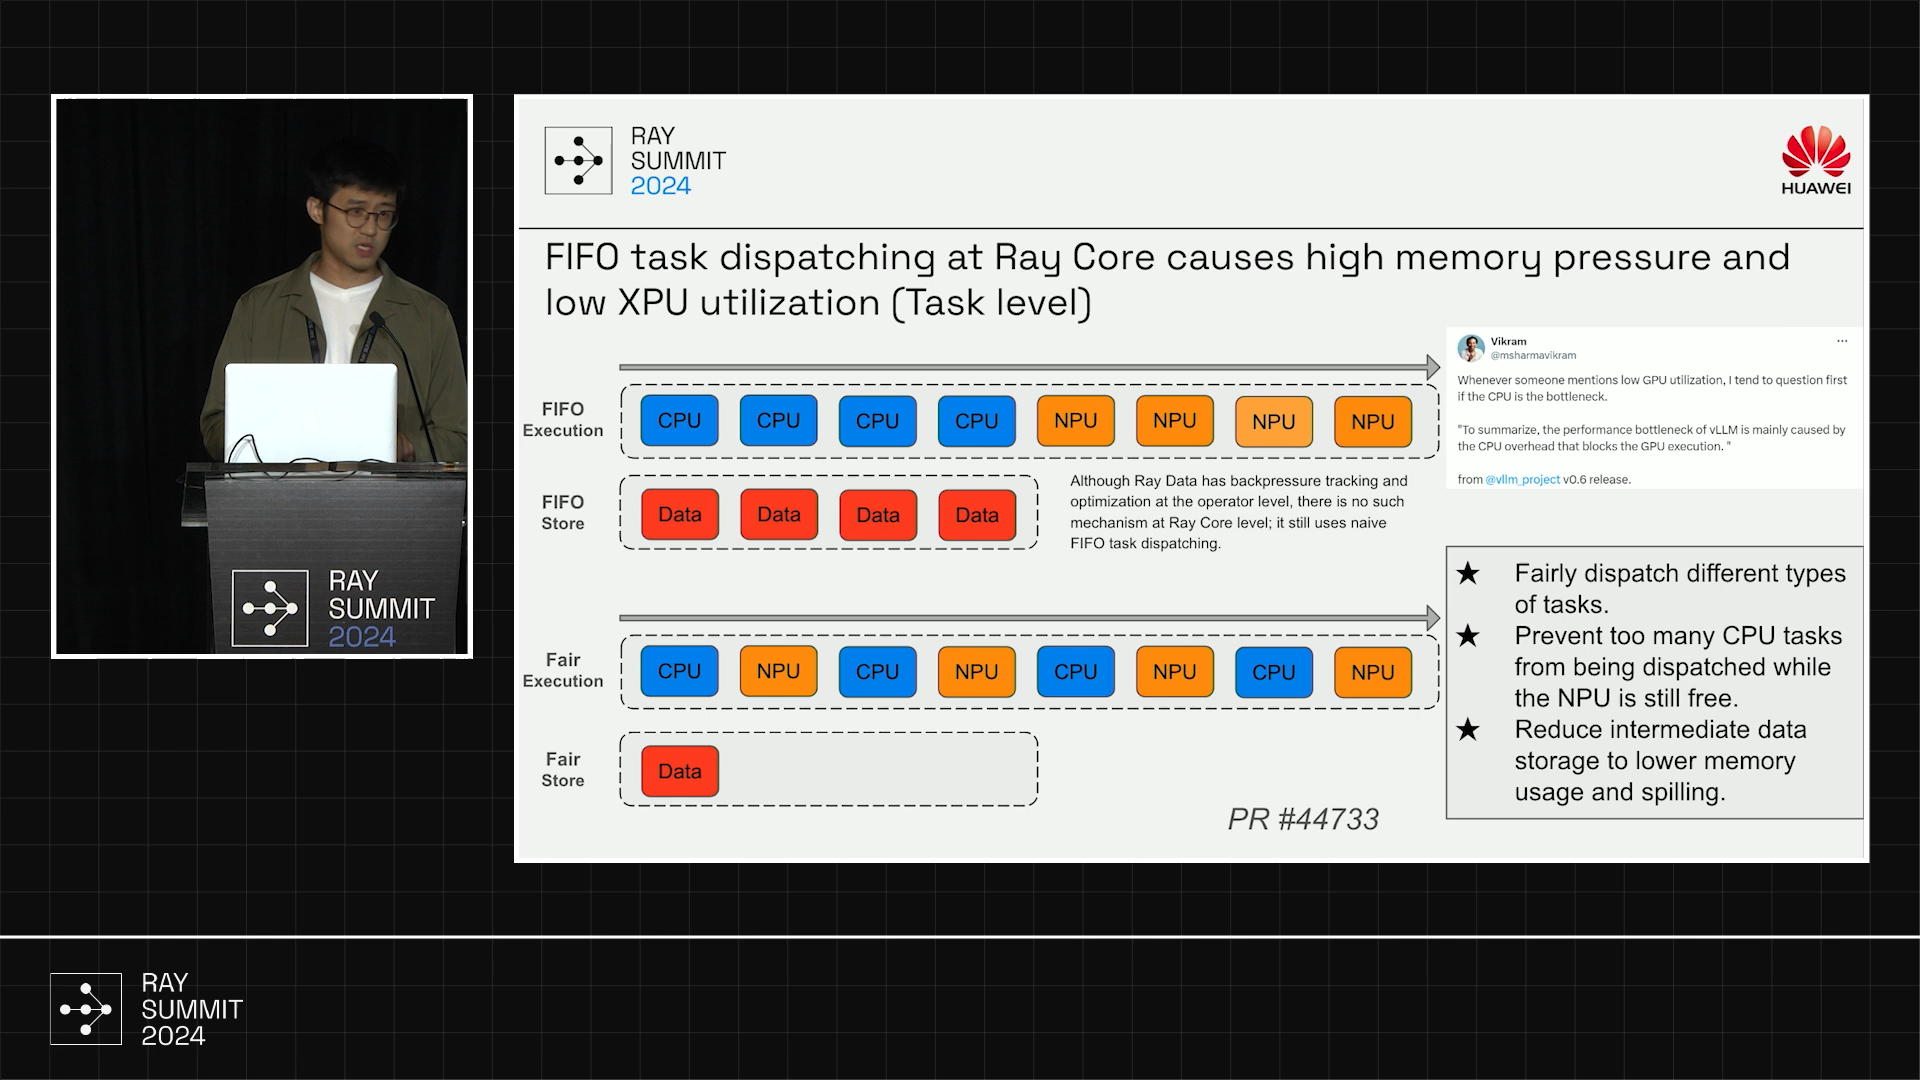 RAY
SUMMIT
2024
HUAWEI
FIFO task dispatching at Ray Core causes high memory pressure and
low XPU utilization (Task level)
FIFO
Execution
CPU CPU CPU CPU NPU NPU NPU NPU
FIFO
Store
Data Data Data Data
Although Ray Data has backpressure tracking and
optimization at the operator level, there is no such
mechanism at Ray Core level; it still uses naive
FIFO task dispatching.
Vikram
@msharmavikram
Whenever someone mentions low GPU utilization, I tend to question first
if the CPU is the bottleneck.
"To summarize, the performance bottleneck of vLLM is mainly caused by
the CPU overhead that blocks the GPU execution. "
from @vllm_project v0.6 release.
Fair
Execution
CPU NPU CPU NPU CPU NPU CPU NPU
Fair
Store
Data
PR #44733
★ Fairly dispatch different types
of tasks.
★ Prevent too many CPU tasks
from being dispatched while
the NPU is still free.
★ Reduce intermediate data
storage to lower memory
usage and spilling.
RAY
SUMMIT
2024
RAY
SUMMIT
2024